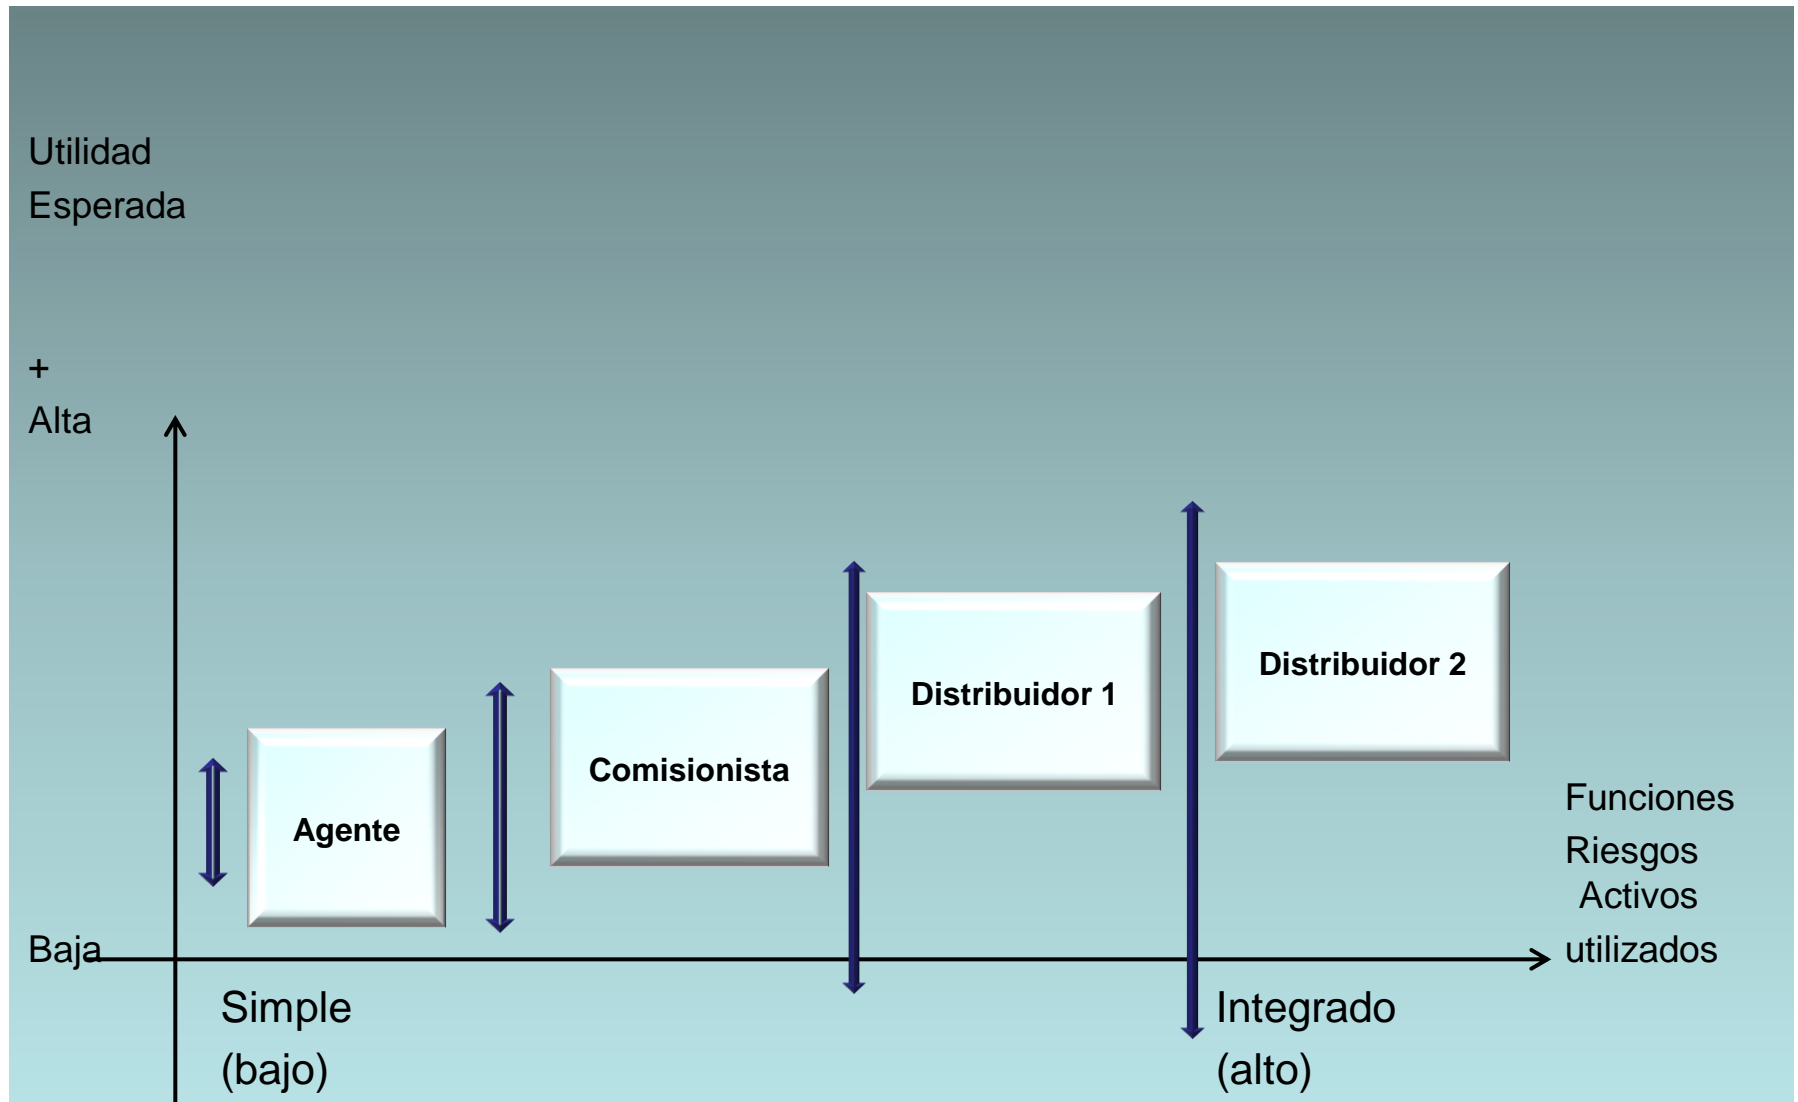 Utilidad
Esperada
+
Alta
Distribuidor 2
Distribuidor 1
Comisionista
Agente
Funciones
Riesgos
Activos
utilizados
Baja
Simple
(bajo)
Integrado
(alto)